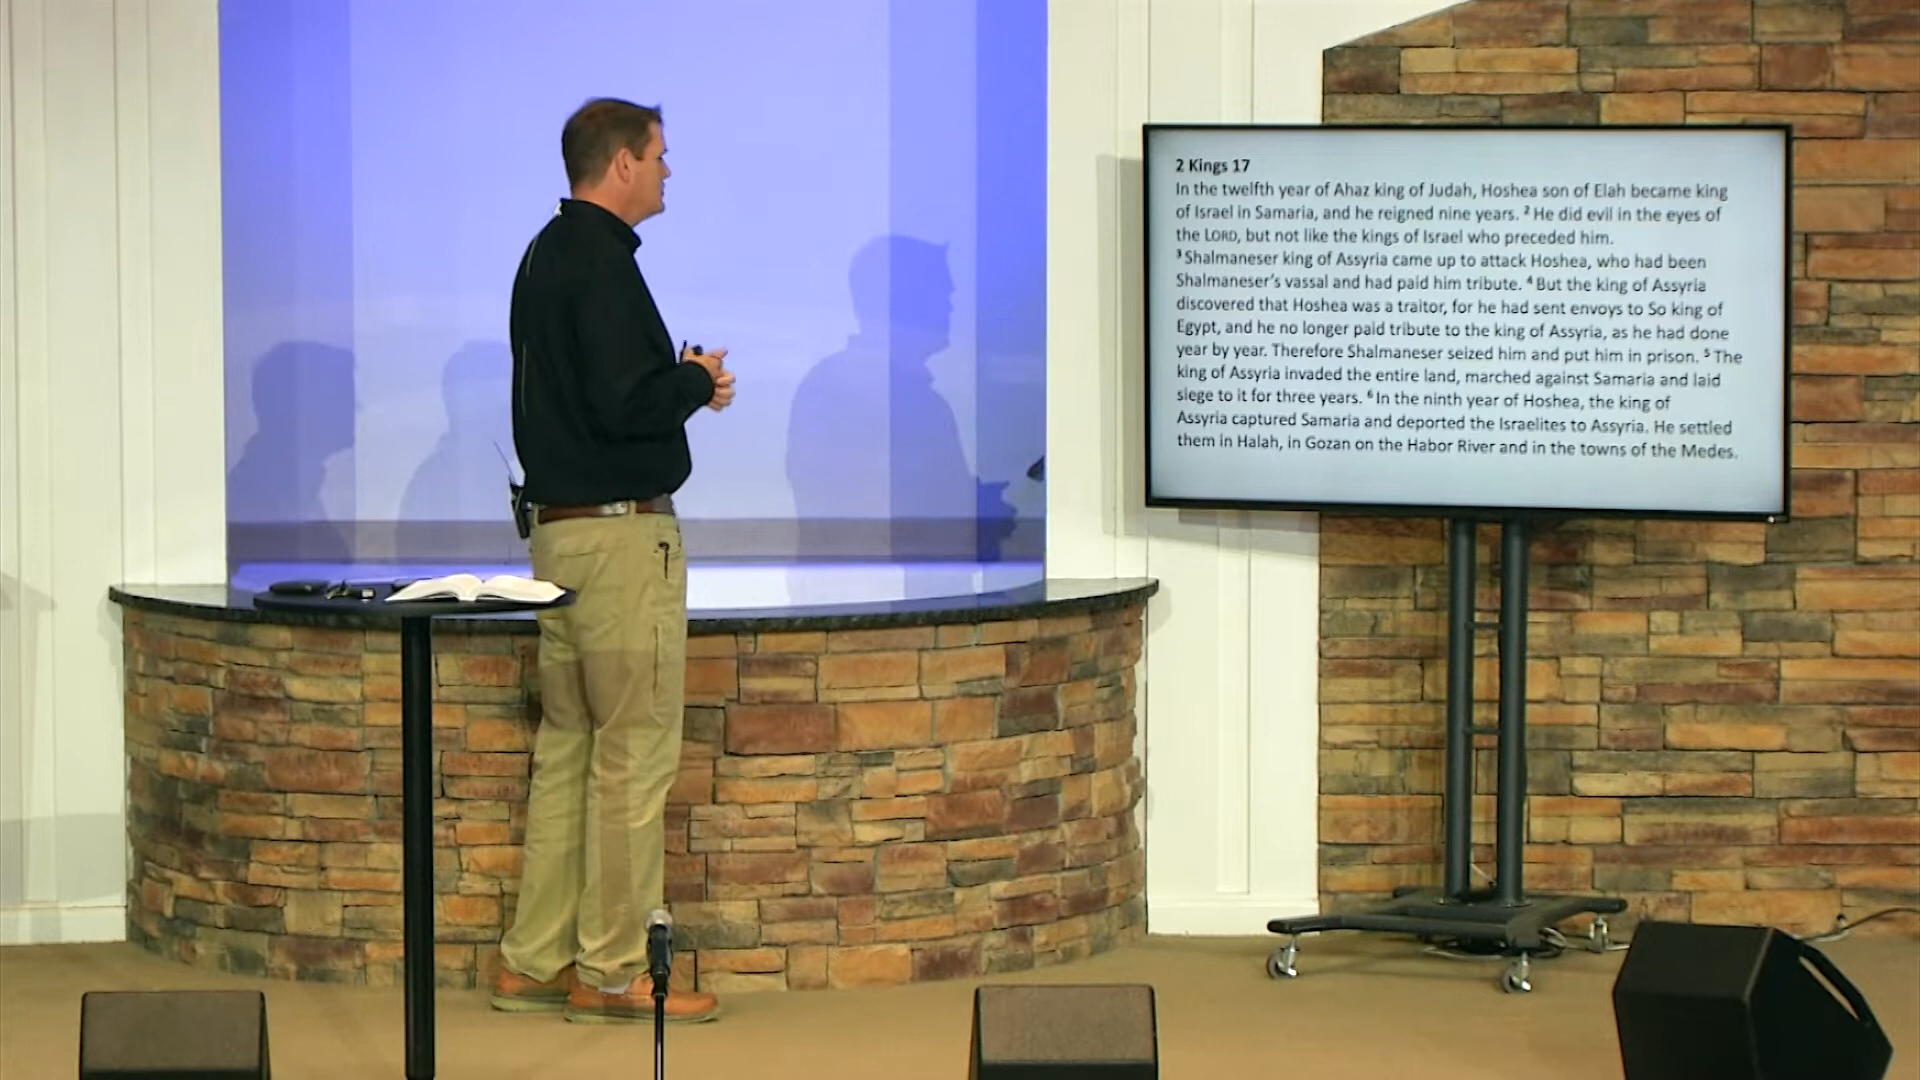 2 Kings 17
In the twelfth year of Ahaz king of Judah, Hoshea son of Elah became king
of Israel in Samaria, and he reigned nine years. ² He did evil in the eyes of
the LORD, but not like the kings of Israel who preceded him.
³ Shalmaneser king of Assyria came up to attack Hoshea, who had been
Shalmaneser's vassal and had paid him tribute. ⁴ But the king of Assyria
discovered that Hoshea was a traitor, for he had sent envoys to So king of
Egypt, and he no longer paid tribute to the king of Assyria, as he had done
year by year. Therefore Shalmaneser seized him and put him in prison. ⁵ The
king of Assyria invaded the entire land, marched against Samaria and laid
siege to it for three years. ⁶ In the ninth year of Hoshea, the king of
Assyria captured Samaria and deported the Israelites to Assyria. He settled
them in Halah, in Gozan on the Habor River and in the towns of the Medes.